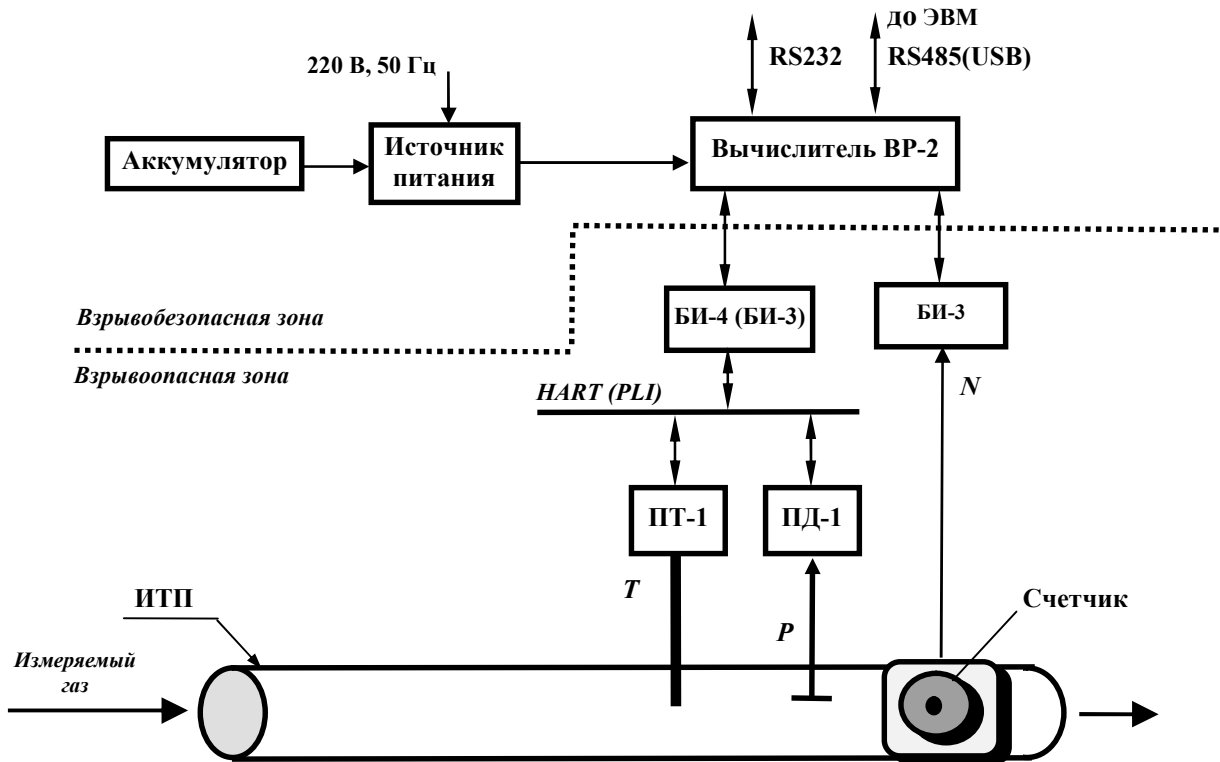 до ЭВМ
RS232
RS485(USB)
220 В, 50 Гц
Аккумулятор
Источник
питания
Вычислитель ВР-2
Взрывобезопасная зона
БИ-4 (БИ-3)
БИ-3
Взрывоопасная зона
HART (PLI)
N
ПТ-1
ПД-1
ИТП
T
P
Счетчик
Измеряемый
газ